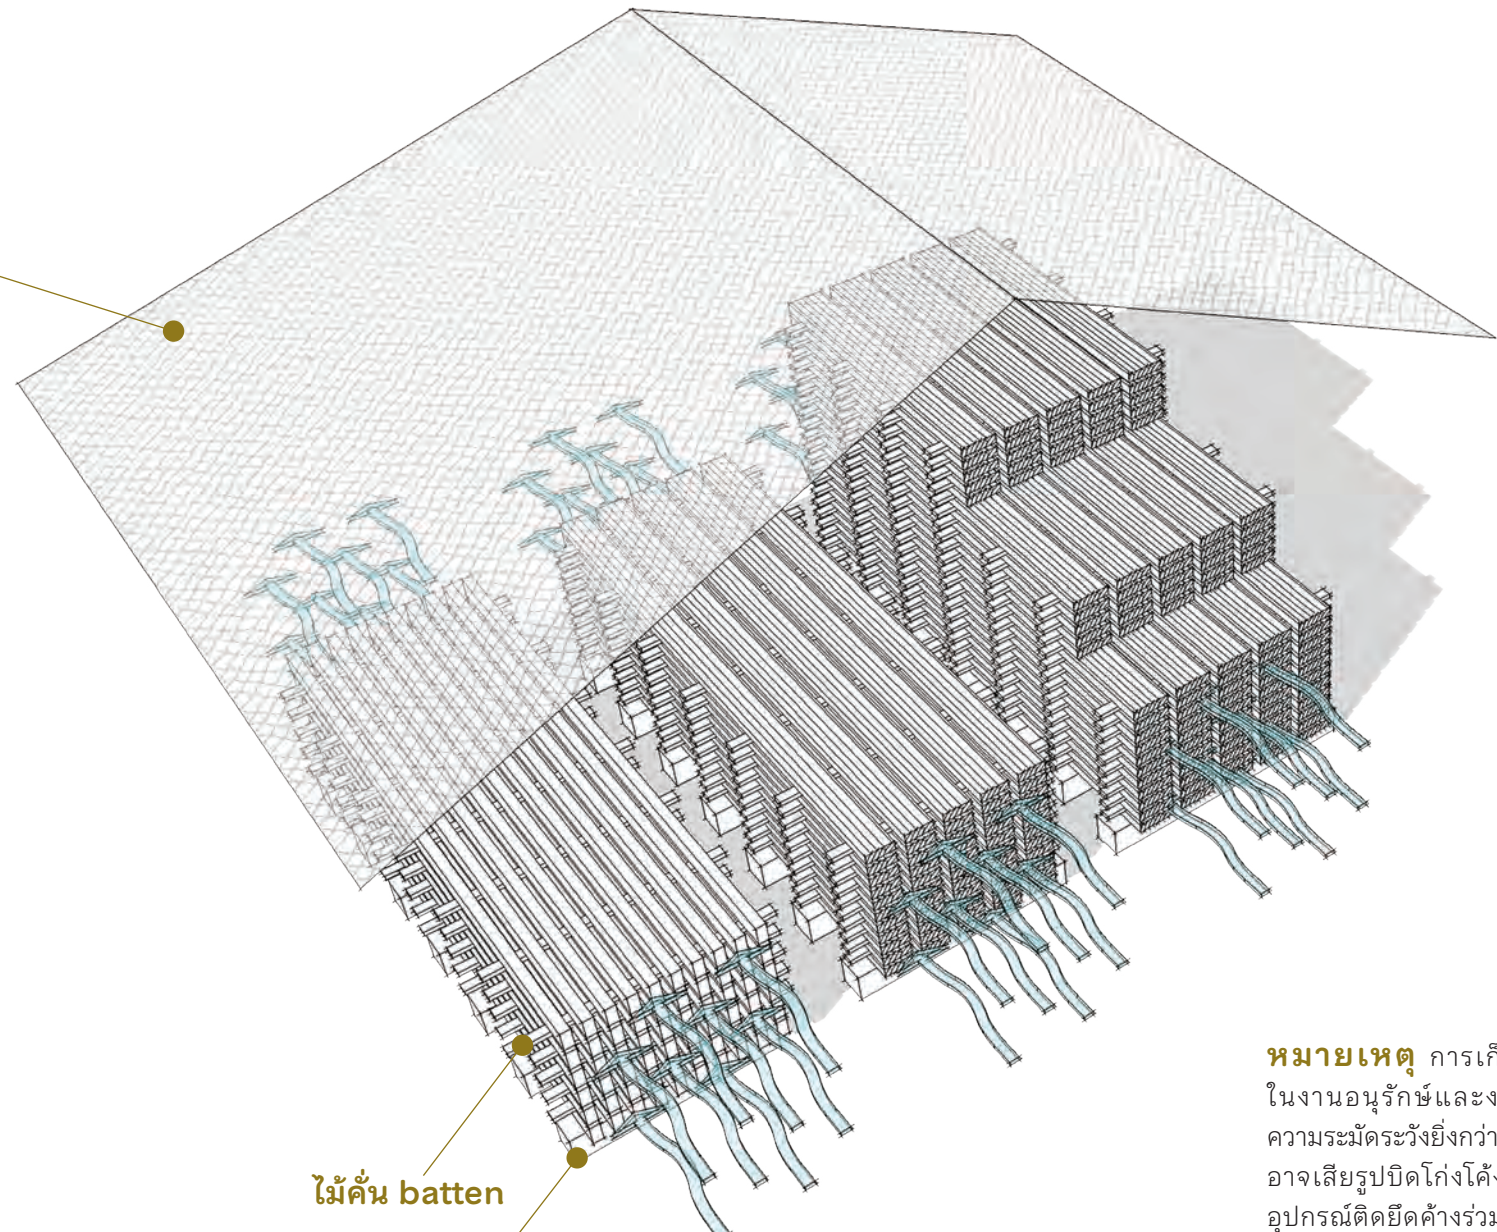 ไม้คั่น batten
หมายเหตุ การเก็
ในงานอนุรักษ์และง
ความระมัดระวังยิ่งกว่า
อาจเสียรูปบิดโก่งโค้ง
อุปกรณ์ติดยึดค้างร่วม